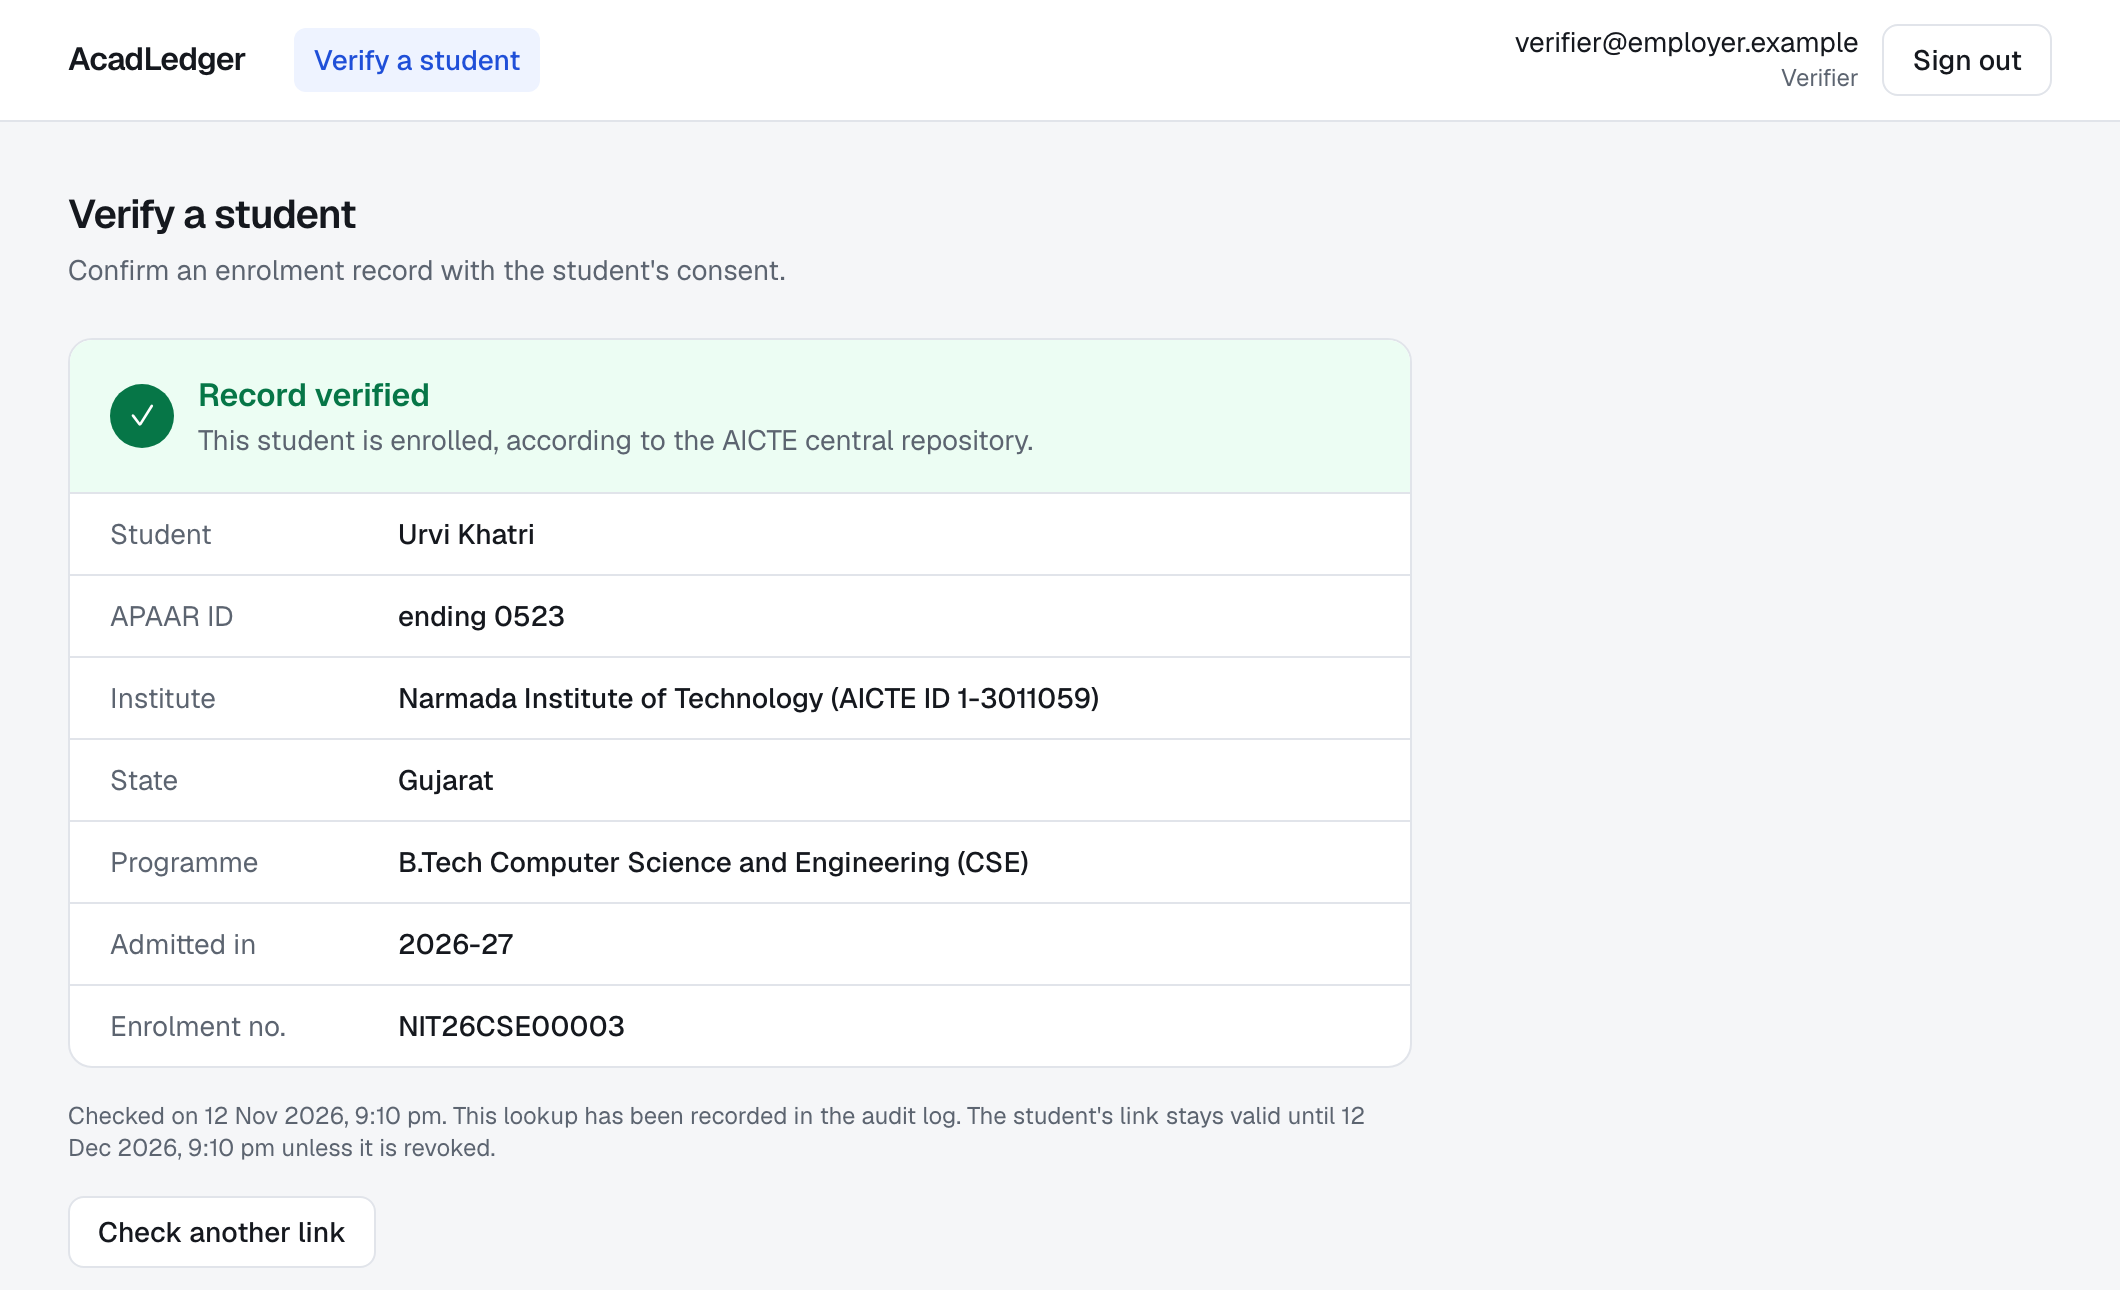 AcadLedger
Verify a student
verifier@employer.example
Verifier
Sign out
Verify a student
Confirm an enrolment record with the student's consent.
Record verified
This student is enrolled, according to the AICTE central repository.
Student Urvi Khatri
APAAR ID ending 0523
Institute Narmada Institute of Technology (AICTE ID 1-3011059)
State Gujarat
Programme B.Tech Computer Science and Engineering (CSE)
Admitted in 2026-27
Enrolment no. NIT26CSE00003
Checked on 12 Nov 2026, 9:10 pm. This lookup has been recorded in the audit log. The student's link stays valid until 12
Dec 2026, 9:10 pm unless it is revoked.
Check another link